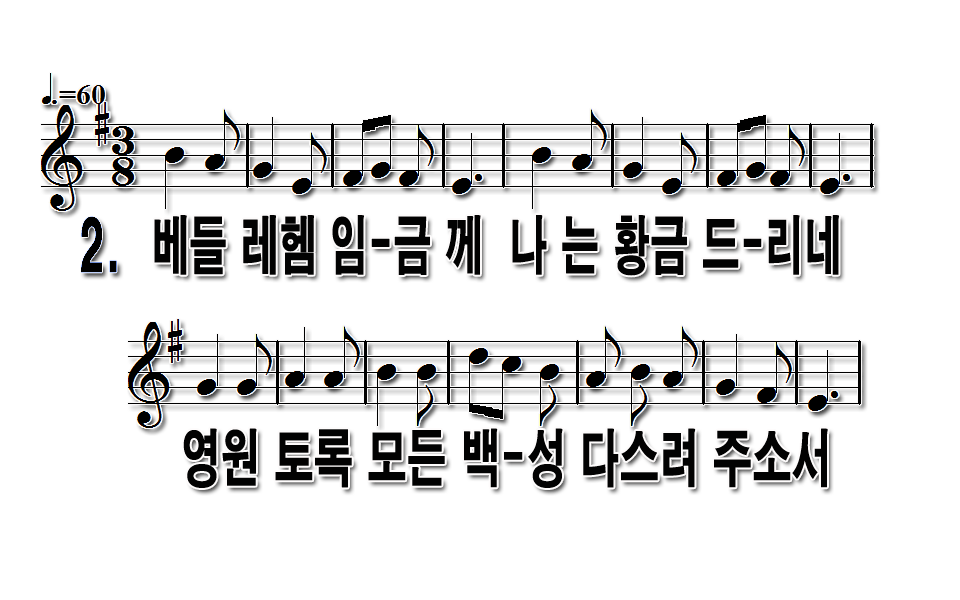 ♩.=60
3
8
2. 베들 레헴 임-금 께 나 는 황금 드-리네
영원 토록 모든 백-성 다스려 주소서